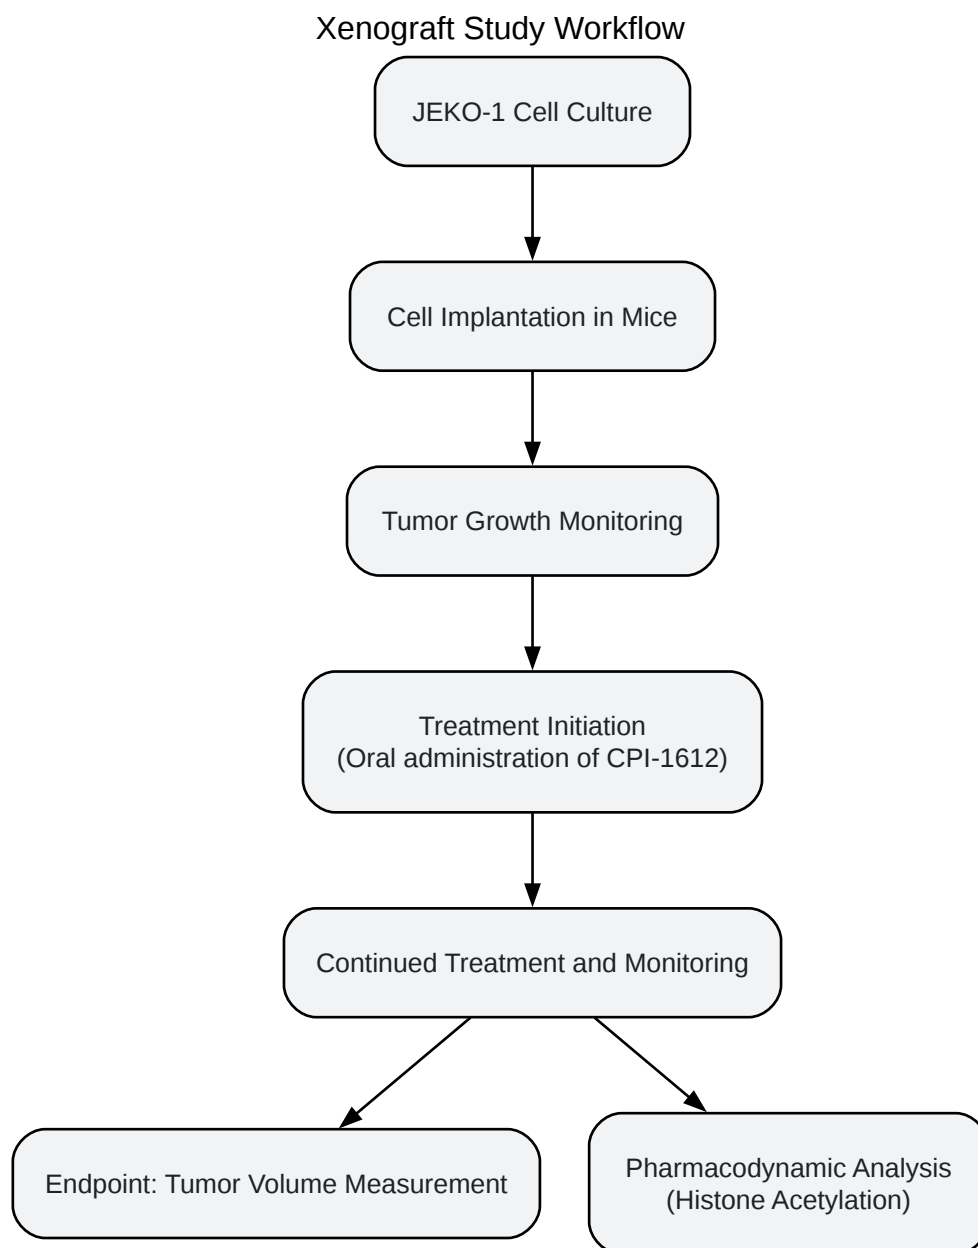 Xenograft Study Workflow
JEKO-1 Cell Culture
Cell Implantation in Mice
Tumor Growth Monitoring
Treatment Initiation
(Oral administration of CPI-1612)
Continued Treatment and Monitoring
Endpoint: Tumor Volume Measurement
Pharmacodynamic Analysis
(Histone Acetylation)